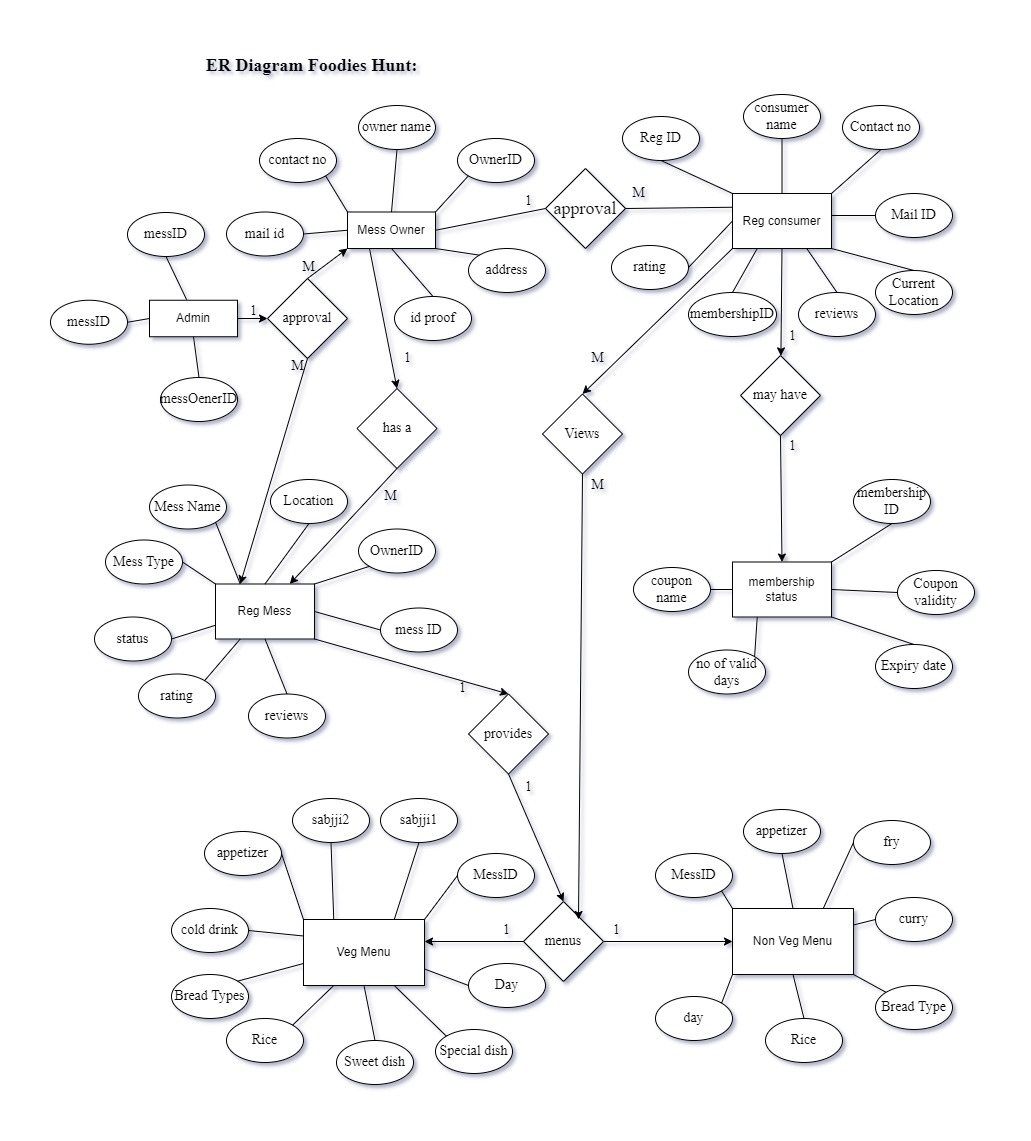 ER Diagram Foodies Hunt:
owner name
contact no
OwnerID
mail id
Mess Owner
address
id proof
1
approval
M
Reg ID
consumer
name
Contact no
Mail ID
Reg consumer
rating
membershipID
reviews
Current
Location
messID
messID
Admin
messOenerID
1
approval
M
M
1
has a
M
M
Views
M
1
may have
1
Mess Name
Location
Mess Type
OwnerID
Reg Mess
status
mess ID
rating
reviews
membership
ID
coupon
name
membership
status
Coupon
validity
no of valid
days
Expiry date
1
provides
1
sabjji2
sabjji1
appetizer
MessID
cold drink
Veg Menu
Bread Types
Day
Rice
Sweet dish
Special dish
1
menus
1
appetizer
fry
MessID
curry
Non Veg Menu
day
Bread Type
Rice